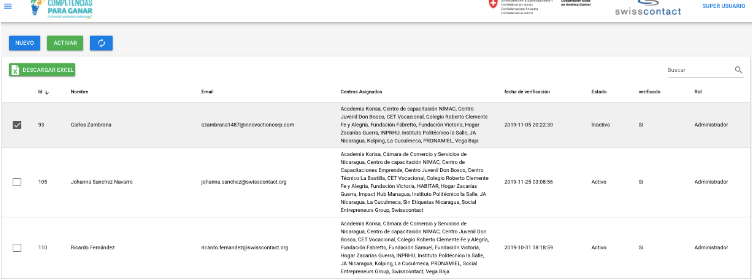 COMPETENCIAS
PARA GANAR
swisscontact
SUPER USUARIO
NUEVO
ACTIVAR
DESCARGAR EXCEL
Buscar
Id
Nombre
Email
Centros Asignados
fecha de verificación
Estado
verificado
Rol
93
Carlos Zambrana
czambrano1487@innovactioncorp.com
Academia Korisa, Centro de capacitación NIMAC, Centro
Juvenil Don Bosco, CET Vocacional, Colegio Roberto Clemente
Fe y Alegría, Fundación Fabretto, Fundación Victoria, Hogar
Zacarías Guerra, INPRHU, Instituto Politécnico la Salle, JA
Nicaragua, Kolping, La Cuculmeca, PRONAMIEL, Vega Baja
2019-11-05 20:22:30
Inactivo
Si
Administrador
105
Johanna Sanchez Navarro
johanna.sanchez@swisscontact.org
Academia Korisa, Cámara de Comercio y Servicios de
Nicaragua, Centro de capacitación NIMAC, Centro de
Capacitaciones Emprende, Centro Juvenil Don Bosco, Centro
Técnico La Bastilla, CET Vocacional, Colegio Roberto Clemente
Fe y Alegría, Fundación Victoria, HABITAR, Hogar Zacarías
Guerra, Impact Hub Managua, Instituto Politécnico la Salle, JA
Nicaragua, La Cuculmeca, Sin Etiquetas Nicaragua, Social
Entrepreneurs Group, Swisscontact
2019-11-25 03:08:56
Activo
Si
Administrador
110
Ricardo Fernández
ricardo.fernandez@swisscontact.org
Academia Korisa, Cámara de Comercio y Servicios de
Nicaragua, Centro de capacitación NIMAC, Centro Juvenil Don
Bosco, CET Vocacional, Colegio Roberto Clemente Fe y Alegría,
Fundación Fabretto, Fundación Samuel, Fundación Victoria,
Hogar Zacarías Guerra, INPRHU, Instituto Politécnico la Salle,
JA Nicaragua, Kolping, La Cuculmeca, PRONAMIEL, Social
Entrepreneurs Group, Swisscontact, Vega Baja
2019-10-31 18:18:59
Activo
Si
Administrador